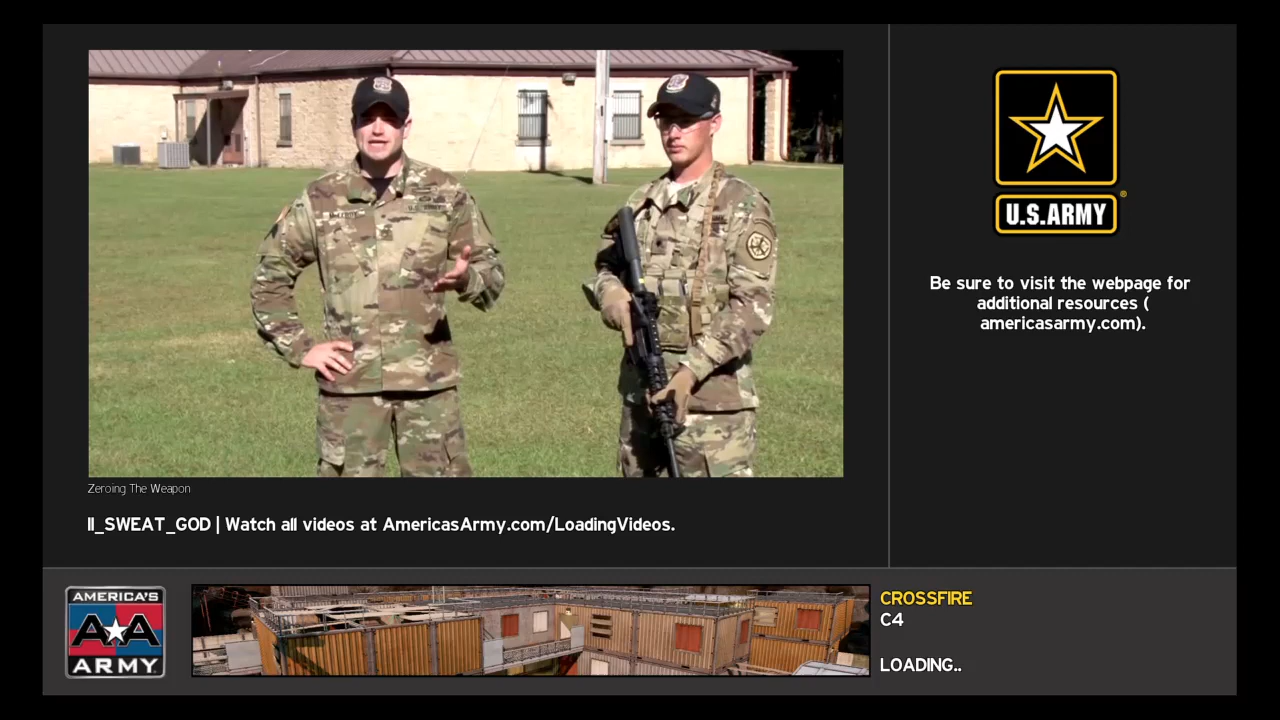 U.S.ARMY
®
Be sure to visit the webpage for
additional resources (
americasarmy.com).
Zeroing The Weapon
II_SWEAT_GOD | Watch all videos at AmericasArmy.com/LoadingVideos.
AMERICA'S
AA
ARMY
CROSSFIRE
C4
LOADING..